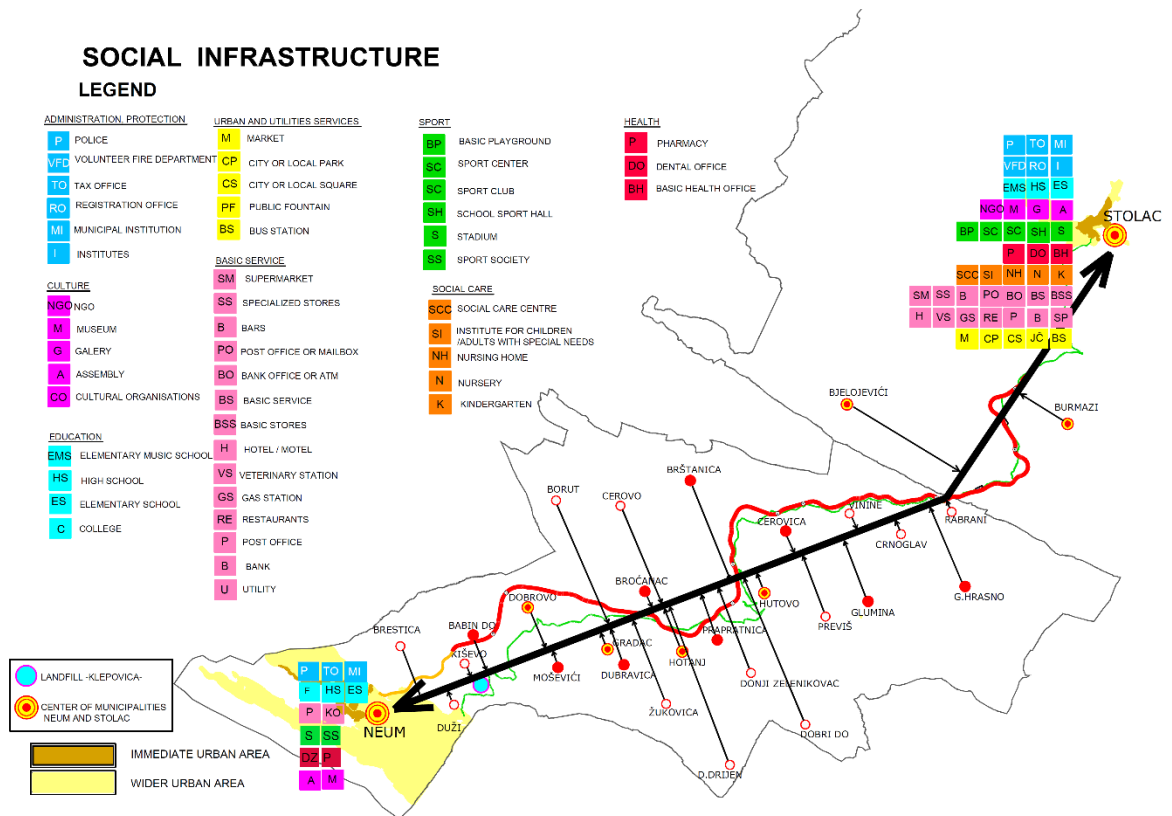 SOCIAL INFRASTRUCTURE
LEGEND
ADMINISTRATION, PROTECTION
P POLICE
VFD VOLUNTEER FIRE DEPARTMENT
TO TAX OFFICE
RO REGISTRATION OFFICE
MI MUNICIPAL INSTITUTION
I INSTITUTES
CULTURE
NGO NGO
M MUSEUM
G GALERY
A ASSEMBLY
CO CULTURAL ORGANISATIONS
EDUCATION
EMS ELEMENTARY MUSIC SCHOOL
HS HIGH SCHOOL
ES ELEMENTARY SCHOOL
C COLLEGE
URBAN AND UTILITIES SERVICES
M MARKET
CP CITY OR LOCAL PARK
CS CITY OR LOCAL SQUARE
PF PUBLIC FOUNTAIN
BS BUS STATION
BASIC SERVICE
SM SUPERMARKET
SS SPECIALIZED STORES
B BARS
PO POST OFFICE OR MAILBOX
BO BANK OFFICE OR ATM
BS BASIC SERVICE
BSS BASIC STORES
H HOTEL / MOTEL
VS VETERINARY STATION
GS GAS STATION
RE RESTAURANTS
P POST OFFICE
B BANK
U UTILITY
SPORT
BP BASIC PLAYGROUND
SC SPORT CENTER
SC SPORT CLUB
SH SCHOOL SPORT HALL
S STADIUM
SS SPORT SOCIETY
SOCIAL CARE
SCC SOCIAL CARE CENTRE
SI INSTITUTE FOR CHILDREN
/ADULTS WITH SPECIAL NEEDS
NH NURSING HOME
N NURSERY
K KINDERGARTEN
HEALTH
P PHARMACY
DO DENTAL OFFICE
BH BASIC HEALTH OFFICE
P TO MI
VFD RO I
EMS HS ES
NGO M G A
BP SC SC SH S
P DO BH
SCC SI NH N K
SM SS B PO BO BS BSS
H VS GS RE P B SP
M CP CS JČ BS
STOLAC
BJELOJEVIĆI
BURMAZI
BRŠTANICA
BORUT
CEROVO
CEROVICA
VININE
RABRANI
CRNOGLAV
G.HRASNO
GLUMINA
PREVIŠ
HUTOVO
BROĆANAC
PRAPRATNICA
DOBROVO
GRADAC
HOTANJ
DONJI ZELENIKOVAC
DUBRAVICA
BABIN DO
BRESTICA
KIŠEVO
MOŠEVIĆI
ŽUKOVICA
DOBRI DO
D.DRIJEN
DUŽI
NEUM
P TO MI
F HS ES
P KO
S SS
DZ P
A M
LANDFILL -KLEPOVICA-
CENTER OF MUNICIPALITIES
NEUM AND STOLAC
IMMEDIATE URBAN AREA
WIDER URBAN AREA